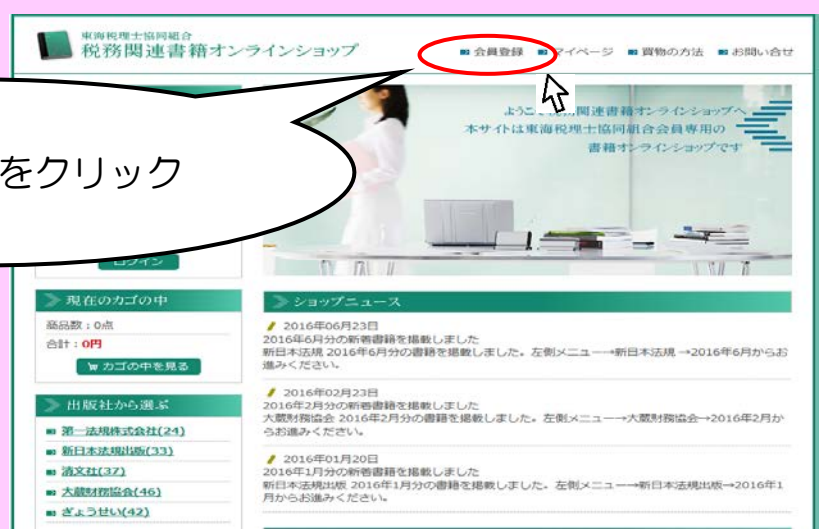 東海税理士協同組合
税務関連書籍オンラインショップ
会員登録 マイページ 買物の方法 お問い合せ
をクリック
ようこそ税務関連書籍オンラインショップへ
本サイトは東海税理士協同組合会員専用の
書籍オンラインショップです
ログイン
現在のカゴの中
商品数：0点
合計：0円
カゴの中を見る
出版社から選ぶ
第一法規株式会社(24)
新日本法規出版(33)
清文社(37)
大蔵財務協会(46)
ぎょうせい(42)
ショップニュース
2016年06月23日
2016年6月分の新着書籍を掲載しました
新日本法規 2016年6月分の書籍を掲載しました。左側メニュー→新日本法規 →2016年6月からお
進みください。
2016年02月23日
2016年2月分の新着書籍を掲載しました
大蔵財務協会 2016年2月分の書籍を掲載しました。左側メニュー→大蔵財務協会→2016年2月か
らお進みください。
2016年01月20日
2016年1月分の新着書籍を掲載しました
新日本法規出版 2016年1月分の書籍を掲載しました。左側メニュー→新日本法規出版→2016年1
月からお進みください。